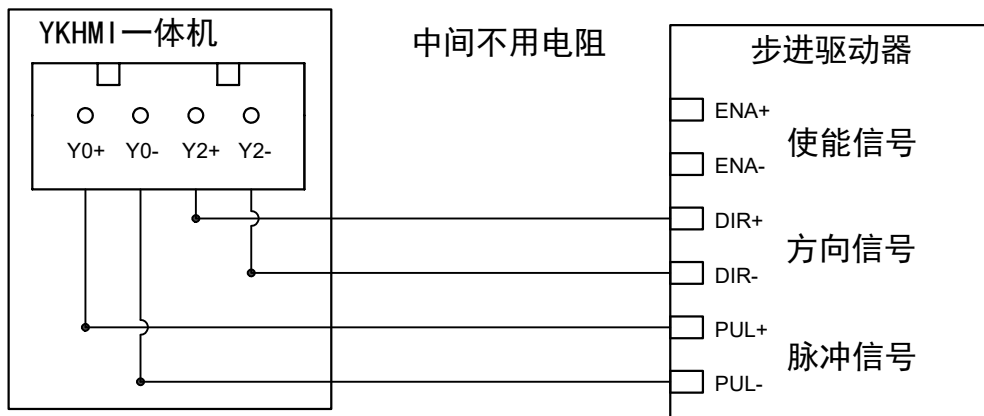 YKHMI一体机
Y0+ Y0- Y2+ Y2-
中间不用电阻
步进驱动器
ENA+
使能信号
ENA-
DIR+
方向信号
DIR-
PUL+
脉冲信号
PUL-